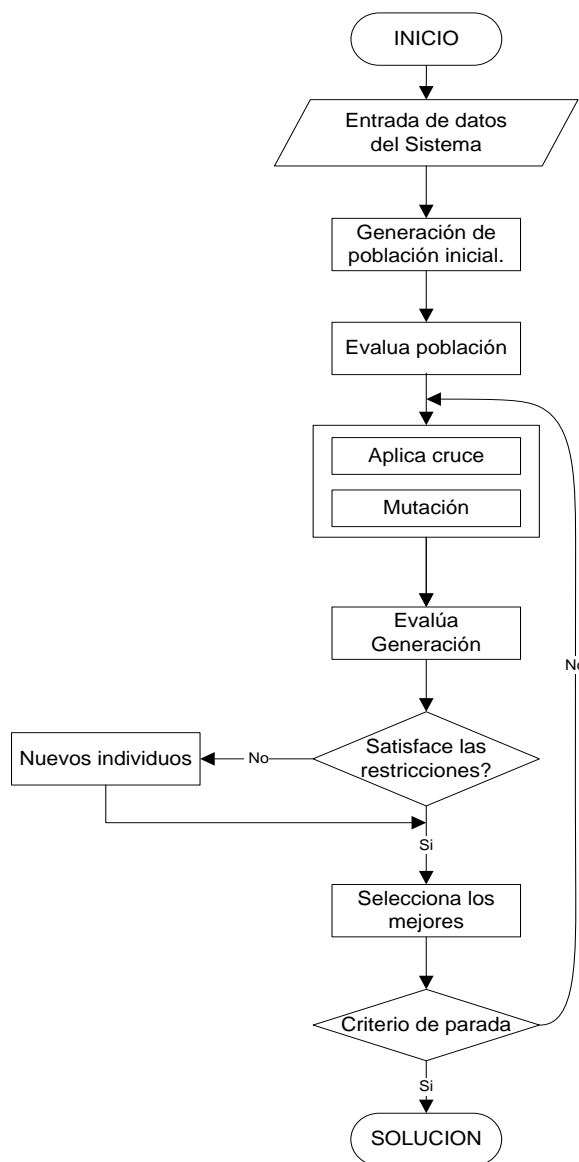 INICIO
Entrada de datos
del Sistema
Generación de
población inicial.
Evalua población
Aplica cruce
Mutación
Evalúa
Generación
Satisface las
restricciones?
No
Nuevos individuos
Si
Selecciona los
mejores
Criterio de parada
No
Si
SOLUCION